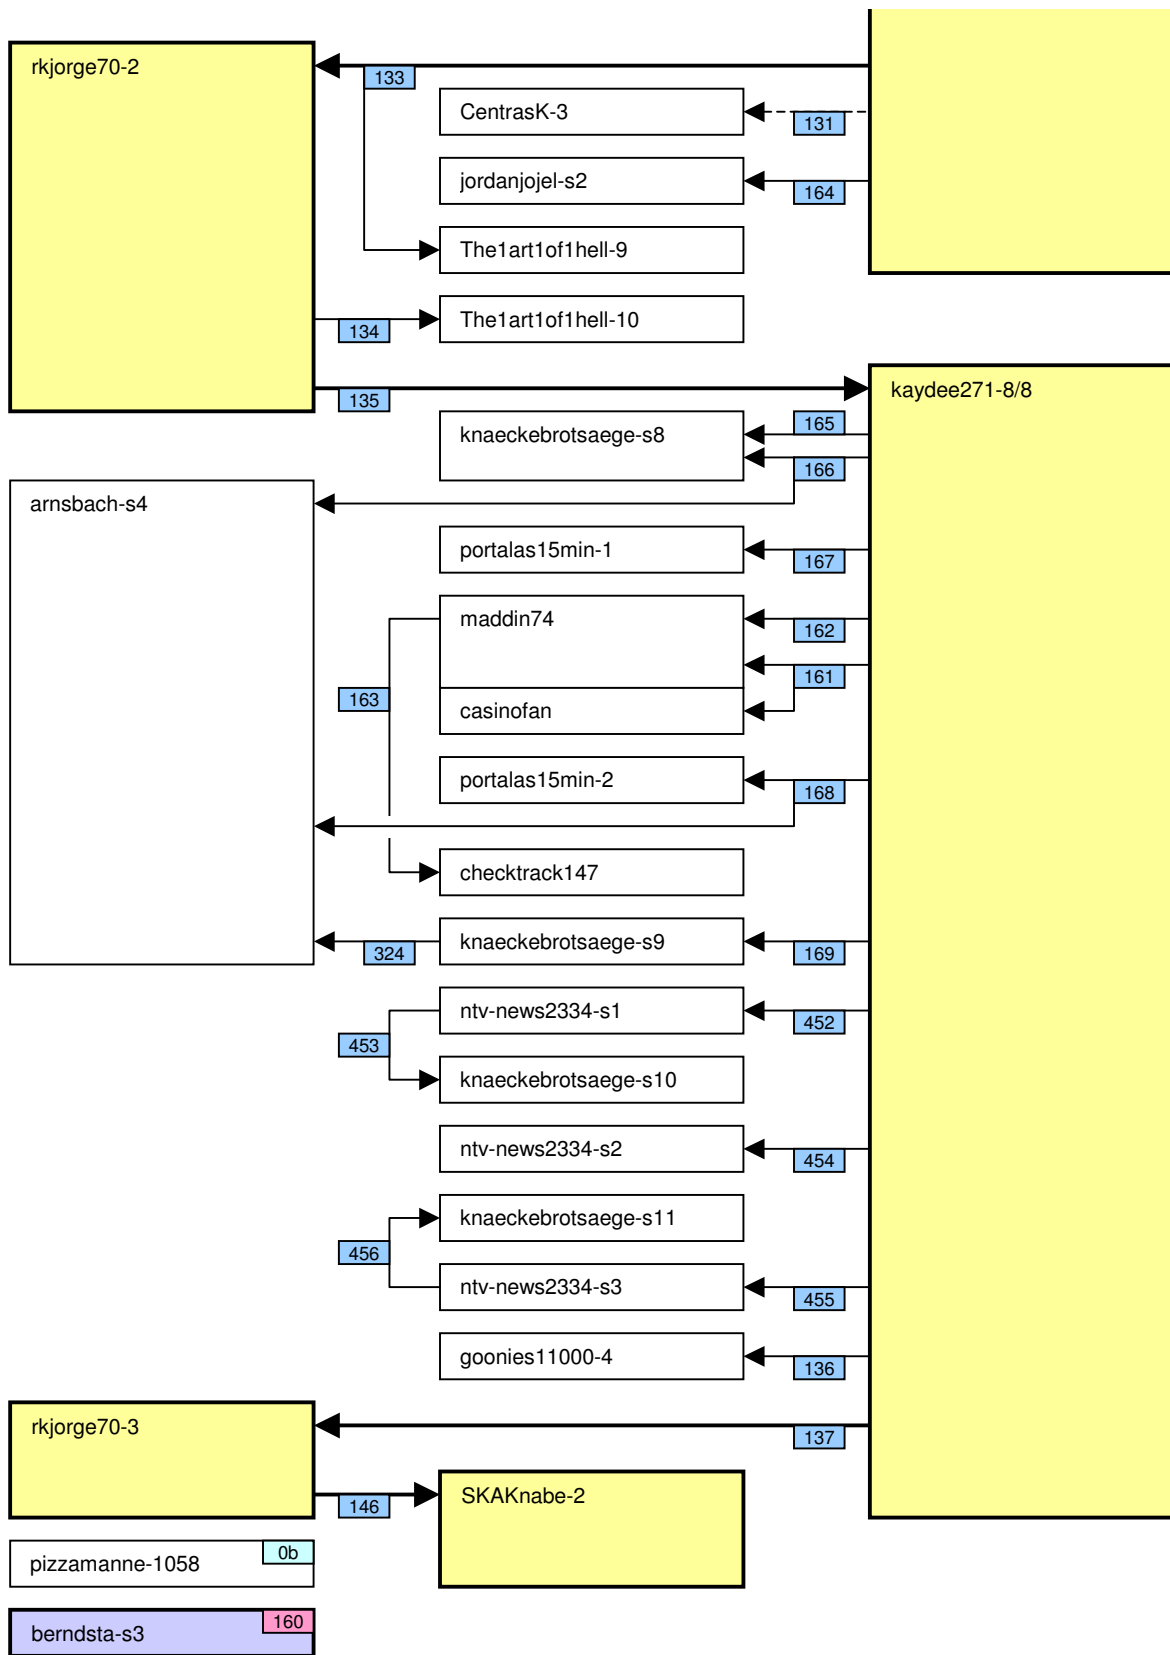 rkjorge70-2
133
CentrasK-3
131
jordanjojel-s2
164
The1art1of1hell-9
The1art1of1hell-10
134
135
kaydee271-8/8
knaeckebrotsaege-s8
165
166
arnsbach-s4
portalas15min-1
167
maddin74
162
161
163
casinofan
portalas15min-2
168
checktrack147
324
knaeckebrotsaege-s9
169
ntv-news2334-s1
452
453
knaeckebrotsaege-s10
ntv-news2334-s2
454
knaeckebrotsaege-s11
456
ntv-news2334-s3
455
goonies11000-4
136
rkjorge70-3
137
146
SKAKnabe-2
pizzamanne-1058
0b
berndsta-s3
160